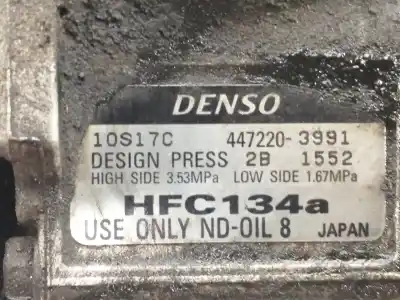 DENSO
10S17C 447220-3991
DESIGN PRESS 2B 1552
HIGH SIDE 3.53MPa LOW SIDE 1.67MPa
HFC134a
USE ONLY ND-OIL 8 JAPAN